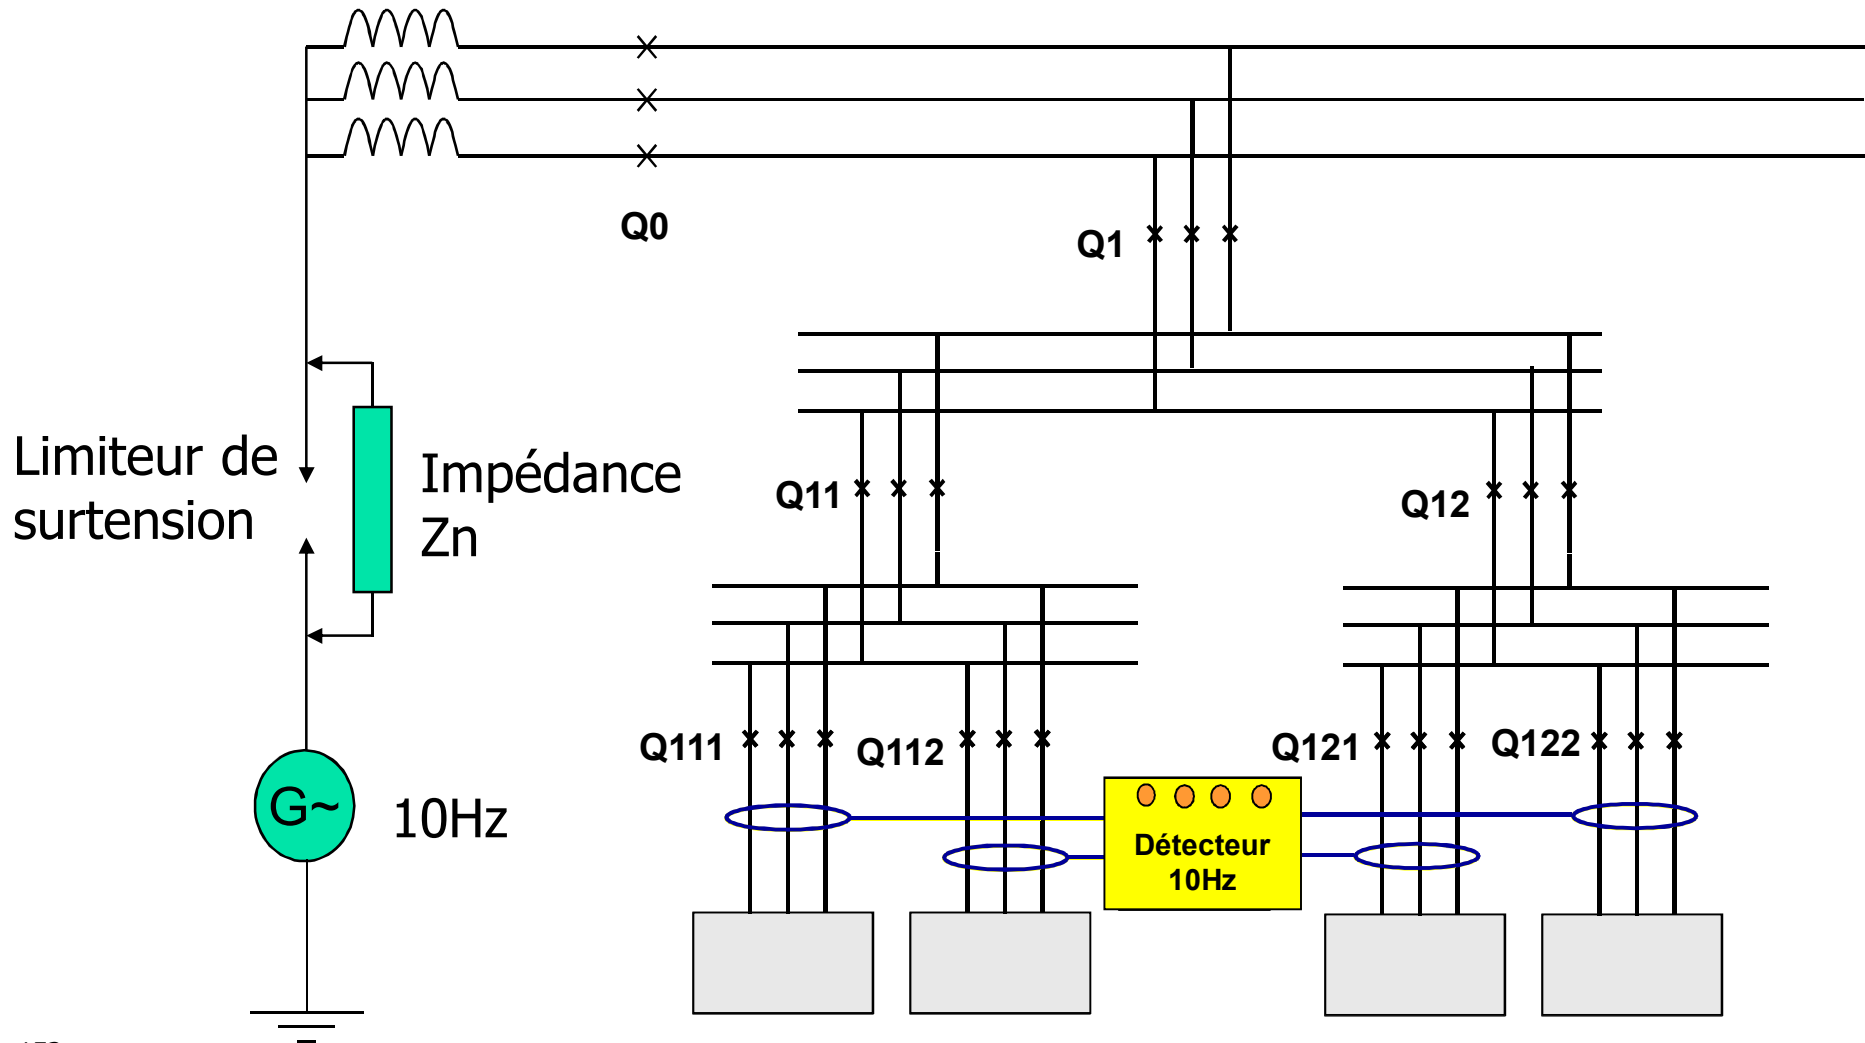 Q0
Q1
Limiteur de
surtension
Impédance
Zn
Q11
Q12
Q111
Q112
Q121
Q122
G~
10Hz
Détecteur
10Hz